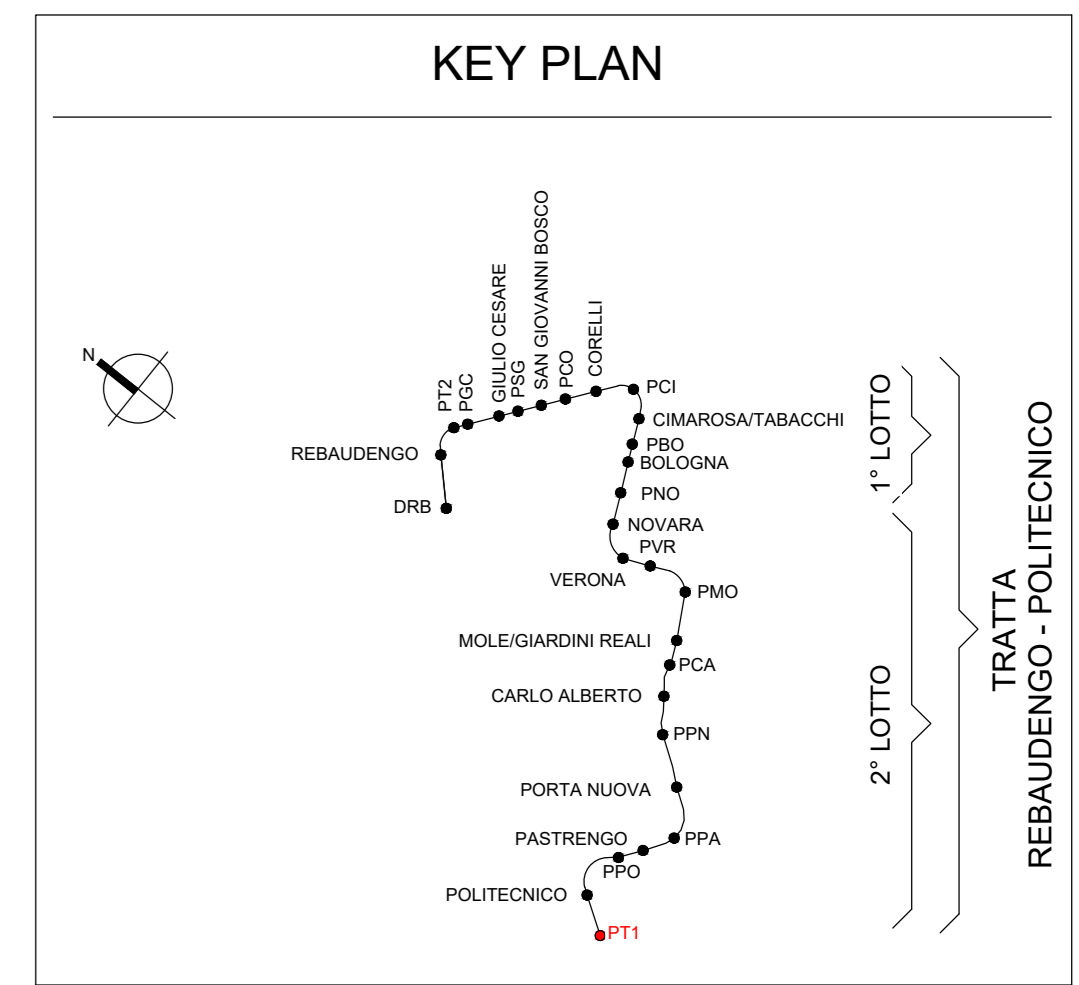 KEY PLAN
N
PT2
PGC
GIULIO CESARE
PSG
SAN GIOVANNI BOSCO
PCO
CORELLI
PCI
CIMAROSA/TABACCHI
REBAUDENGO
PBO
BOLOGNA
DRB
PNO
NOVARA
PVR
VERONA
PMO
MOLE/GIARDINI REALI
PCA
CARLO ALBERTO
PPN
PORTA NUOVA
PASTRENGO
PPA
PPO
POLITECNICO
PT1
1° LOTTO
2° LOTTO
TRATTA
REBAUDENGO - POLITECNICO